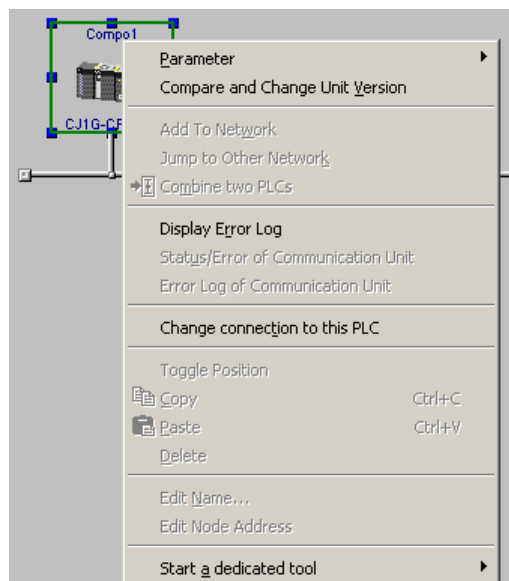 Compo1
CJ1G-CP
Parameter
Compare and Change Unit Version
Add To Network
Jump to Other Network
Combine two PLCs
Display Error Log
Status/Error of Communication Unit
Error Log of Communication Unit
Change connection to this PLC
Toggle Position
Copy Ctrl+C
Paste Ctrl+V
Delete
Edit Name...
Edit Node Address
Start a dedicated tool